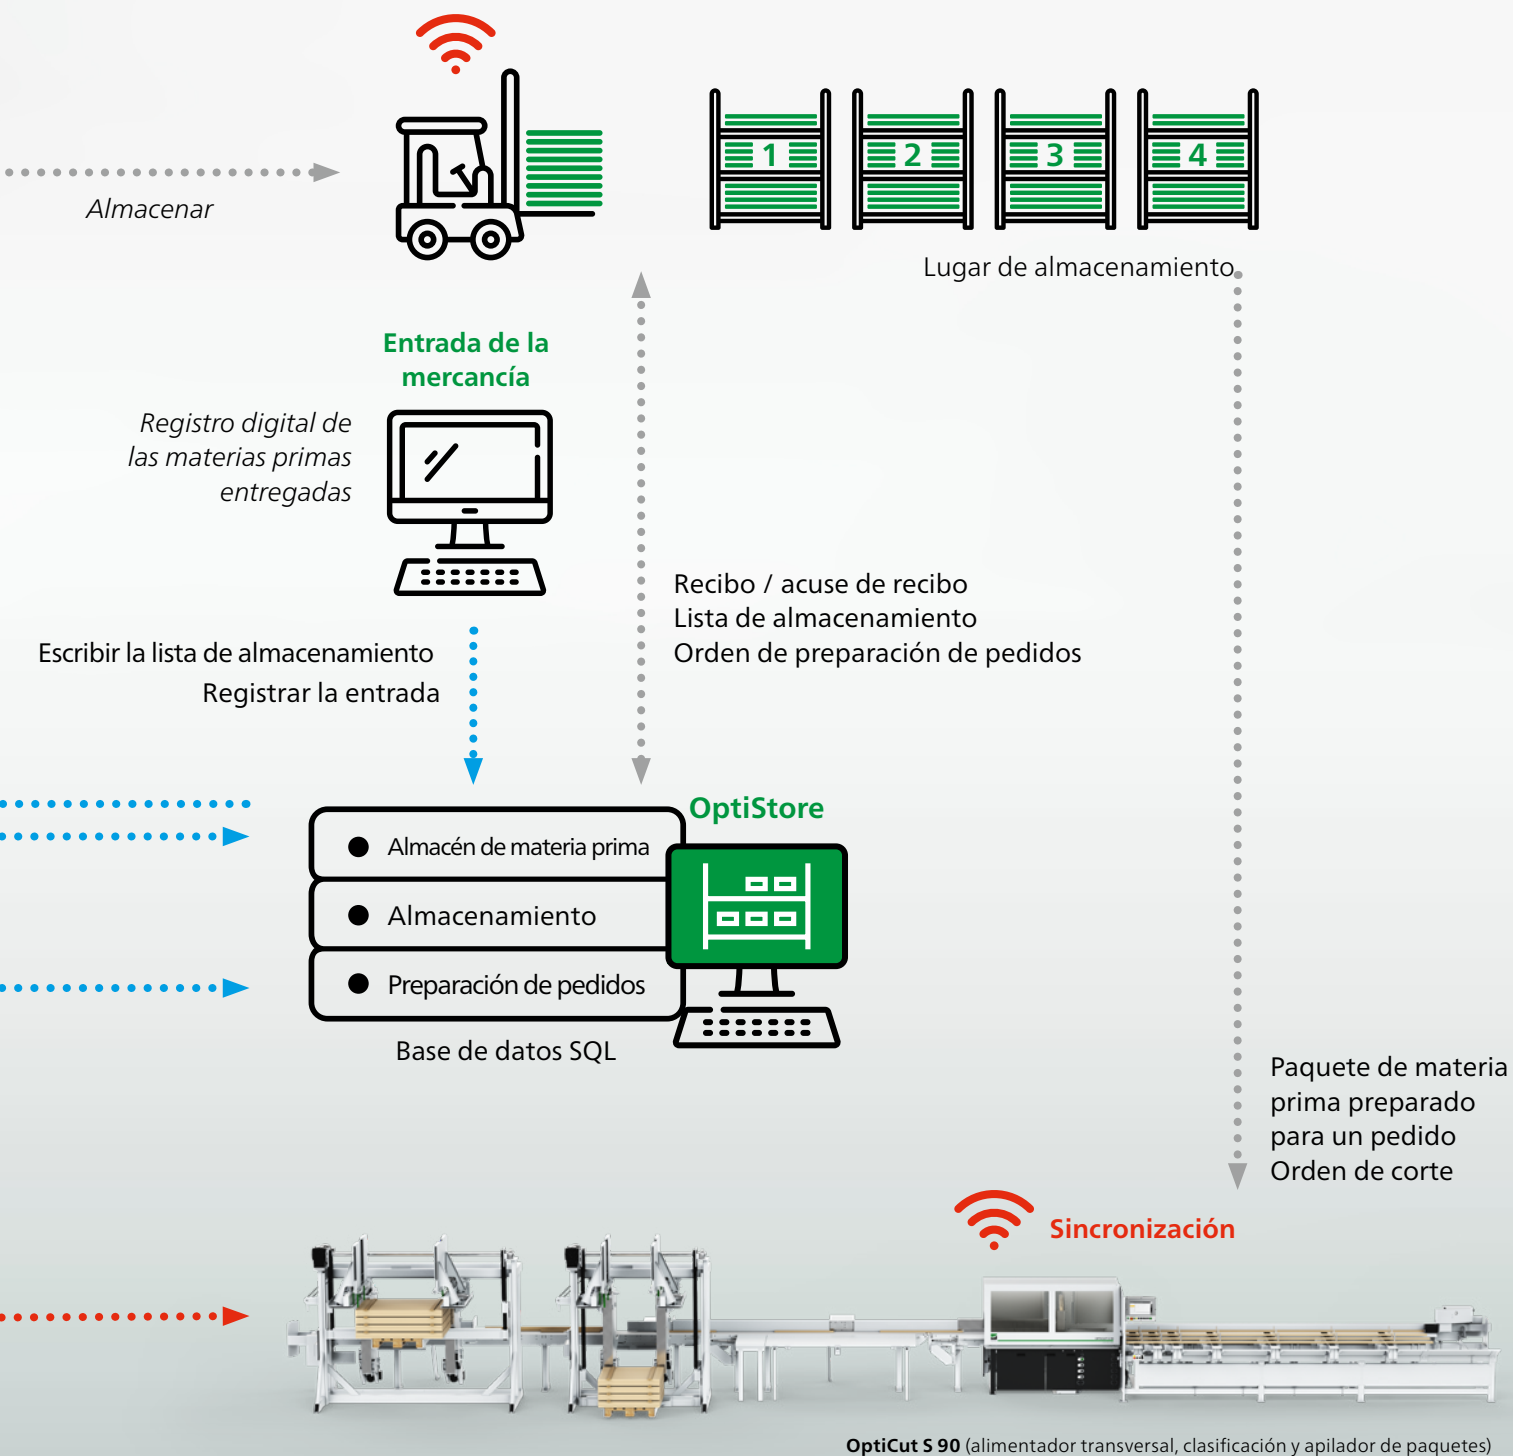 1
2
3
4
Almacenar
Lugar de almacenamiento
Entrada de la
mercancía
Registro digital de
las materias primas
entregadas
Recibo / acuse de recibo
Lista de almacenamiento
Orden de preparación de pedidos
Escribir la lista de almacenamiento
Registrar la entrada
OptiStore
Almacén de materia prima
Almacenamiento
Preparación de pedidos
Base de datos SQL
Paquete de materia
prima preparado
para un pedido
Orden de corte
Sincronización
OptiCut S 90 (alimentador transversal, clasificación y apilador de paquetes)